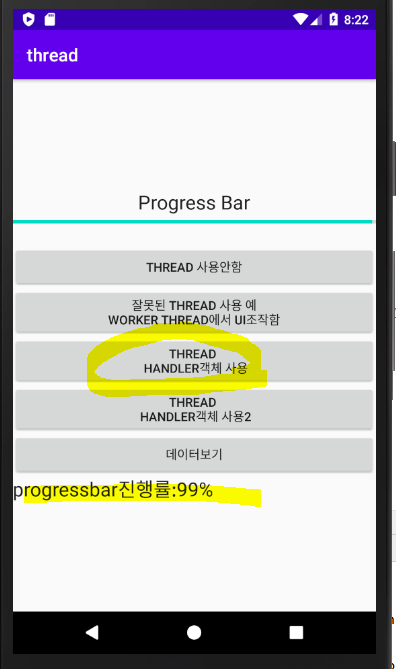 8:22
thread
Progress Bar
THREAD 사용안함
잘못된 THREAD 사용 예
WORKER THREAD에서 UI조작함
THREAD
HANDLER객체 사용
THREAD
HANDLER객체 사용2
데이터보기
progressbar진행률:99%